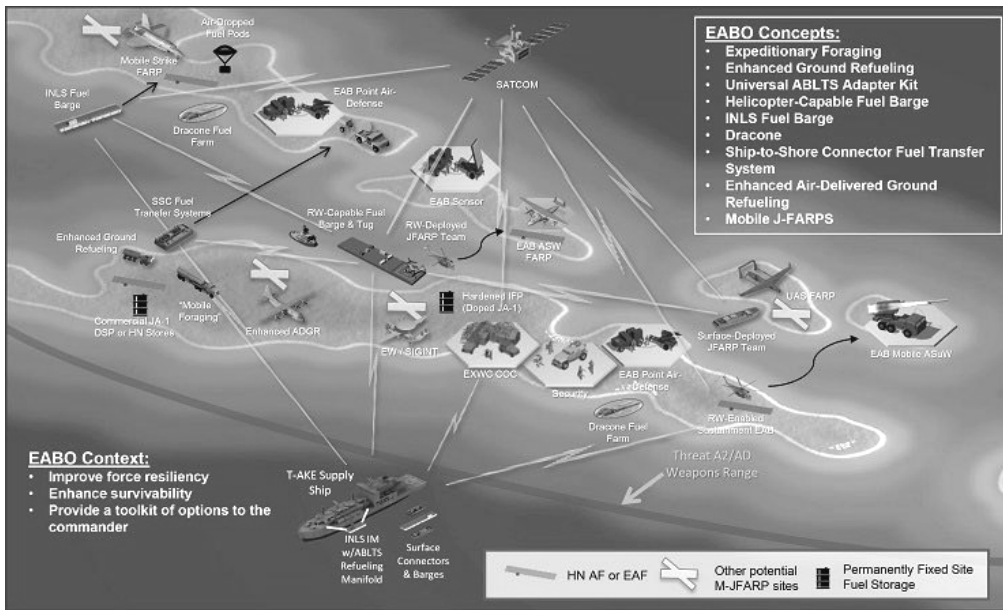 Air-Dropped
Fuel Pods
Mobile Strike
FARP
INLS Fuel
Barge
Dracone Fuel
Farm
EAB Point Air-
Defense
SATCOM
EABO Concepts:
• Expeditionary Foraging
• Enhanced Ground Refueling
• Universal ABLTS Adapter Kit
• Helicopter-Capable Fuel Barge
• INLS Fuel Barge
• Dracone
• Ship-to-Shore Connector Fuel Transfer
System
• Enhanced Air-Delivered Ground
Refueling
• Mobile J-FARPS
EAB Sensor
SSC Fuel
Transfer Systems
RW-Capable Fuel
Barge & Tug
RW-Deployed
JFARP Team
EAB ASW
FARP
Enhanced Ground
Refueling
"Mobile
Foraging"
Commercial JA-1
DSP or HN Stores
Enhanced ADGR
Hardened IFP
(Doped JA-1)
EW / SIGINT
EXWC COC
Security
EAB Point Air-
Defense
UAS FARP
Surface-Deployed
JFARP Team
EAB Mobile ASuW
Dracone Fuel
Farm
RW-Enabled
Sustainment EAB
Threat A2/AD
Weapons Range
EABO Context:
• Improve force resiliency
• Enhance survivability
• Provide a toolkit of options to the
commander
T-AKE Supply
Ship
INLS IM
w/ABLTS
Refueling
Manifold
Surface
Connectors
& Barges
HN AF or EAF
Other potential
M-JFARP sites
Permanently Fixed Site
Fuel Storage